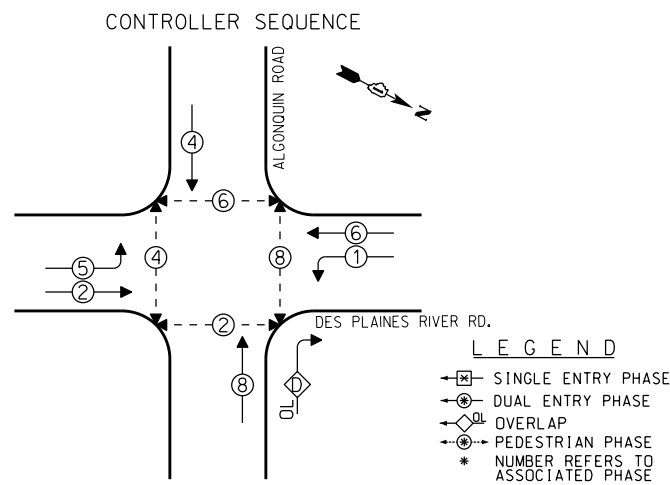 CONTROLLER SEQUENCE
ALGONQUIN ROAD
N
4
6
6
5
4
8
1
2
2
DES PLAINES RIVER RD.
8
D
OL
LEGEND
SINGLE ENTRY PHASE
DUAL ENTRY PHASE
OL OVERLAP
PEDESTRIAN PHASE
* NUMBER REFERS TO
ASSOCIATED PHASE